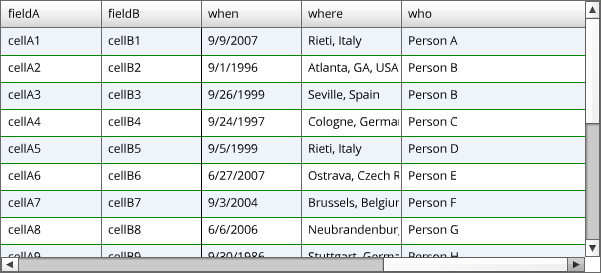 fieldA fieldB when where who
cellA1 cellB1 9/9/2007 Rieti, Italy Person A
cellA2 cellB2 9/1/1996 Atlanta, GA, USA Person B
cellA3 cellB3 9/26/1999 Seville, Spain Person B
cellA4 cellB4 9/24/1997 Cologne, Germa Person C
cellA5 cellB5 9/5/1999 Rieti, Italy Person D
cellA6 cellB6 6/27/2007 Ostrava, Czech R Person E
cellA7 cellB7 9/3/2004 Brussels, Belgiur Person F
cellA8 cellB8 6/6/2006 Neubrandenbur Person G
cellA9 cellB9 9/30/1986 Stuttgart, Germa Person H